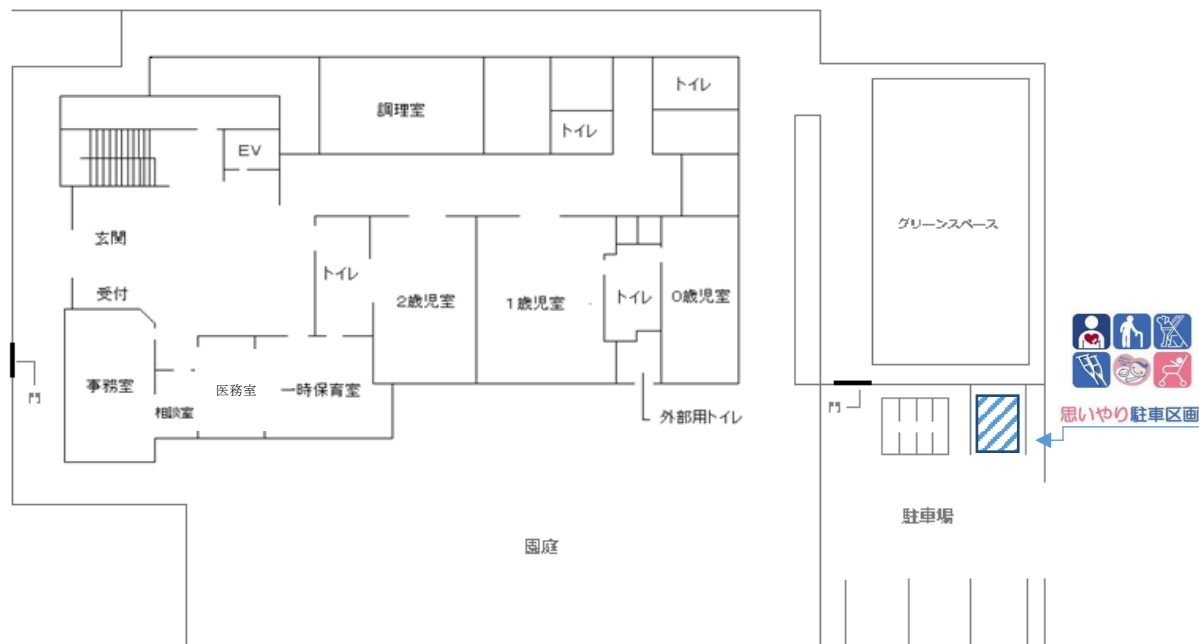 トイレ
調理室
トイレ
EV
グリーンスペース
玄関
トイレ
受付
2歳児室
1歳児室
トイレ
0歳児室
事務室
医務室
一時保育室
門
相談室
外部用トイレ
門
思いやり駐車区画
駐車場
園庭